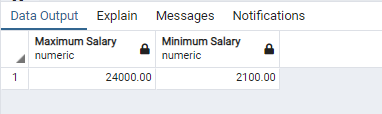 Data Output Explain Messages Notifications
Maximum Salary Minimum Salary
numeric numeric
1 24000.00 2100.00